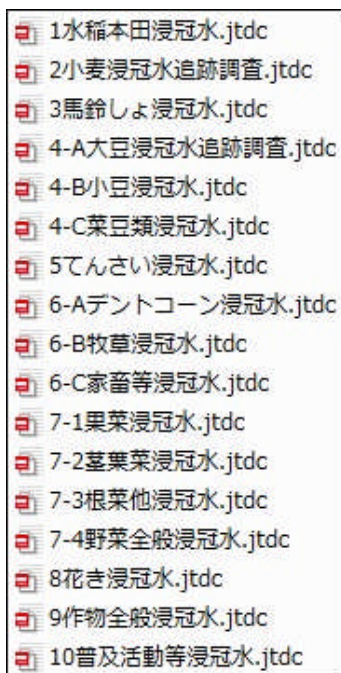 1水稲本田浸冠水.jtdc
2小麦浸冠水追跡調査.jtdc
3馬鈴しょ浸冠水.jtdc
4-A大豆浸冠水追跡調査.jtdc
4-B小豆浸冠水.jtdc
4-C菜豆類浸冠水.jtdc
5てんさい浸冠水.jtdc
6-Aデントコーン浸冠水.jtdc
6-B牧草浸冠水.jtdc
6-C家畜等浸冠水.jtdc
7-1果菜浸冠水.jtdc
7-2茎葉菜浸冠水.jtdc
7-3根菜他浸冠水.jtdc
7-4野菜全般浸冠水.jtdc
8花き浸冠水.jtdc
9作物全般浸冠水.jtdc
10普及活動等浸冠水.jtdc